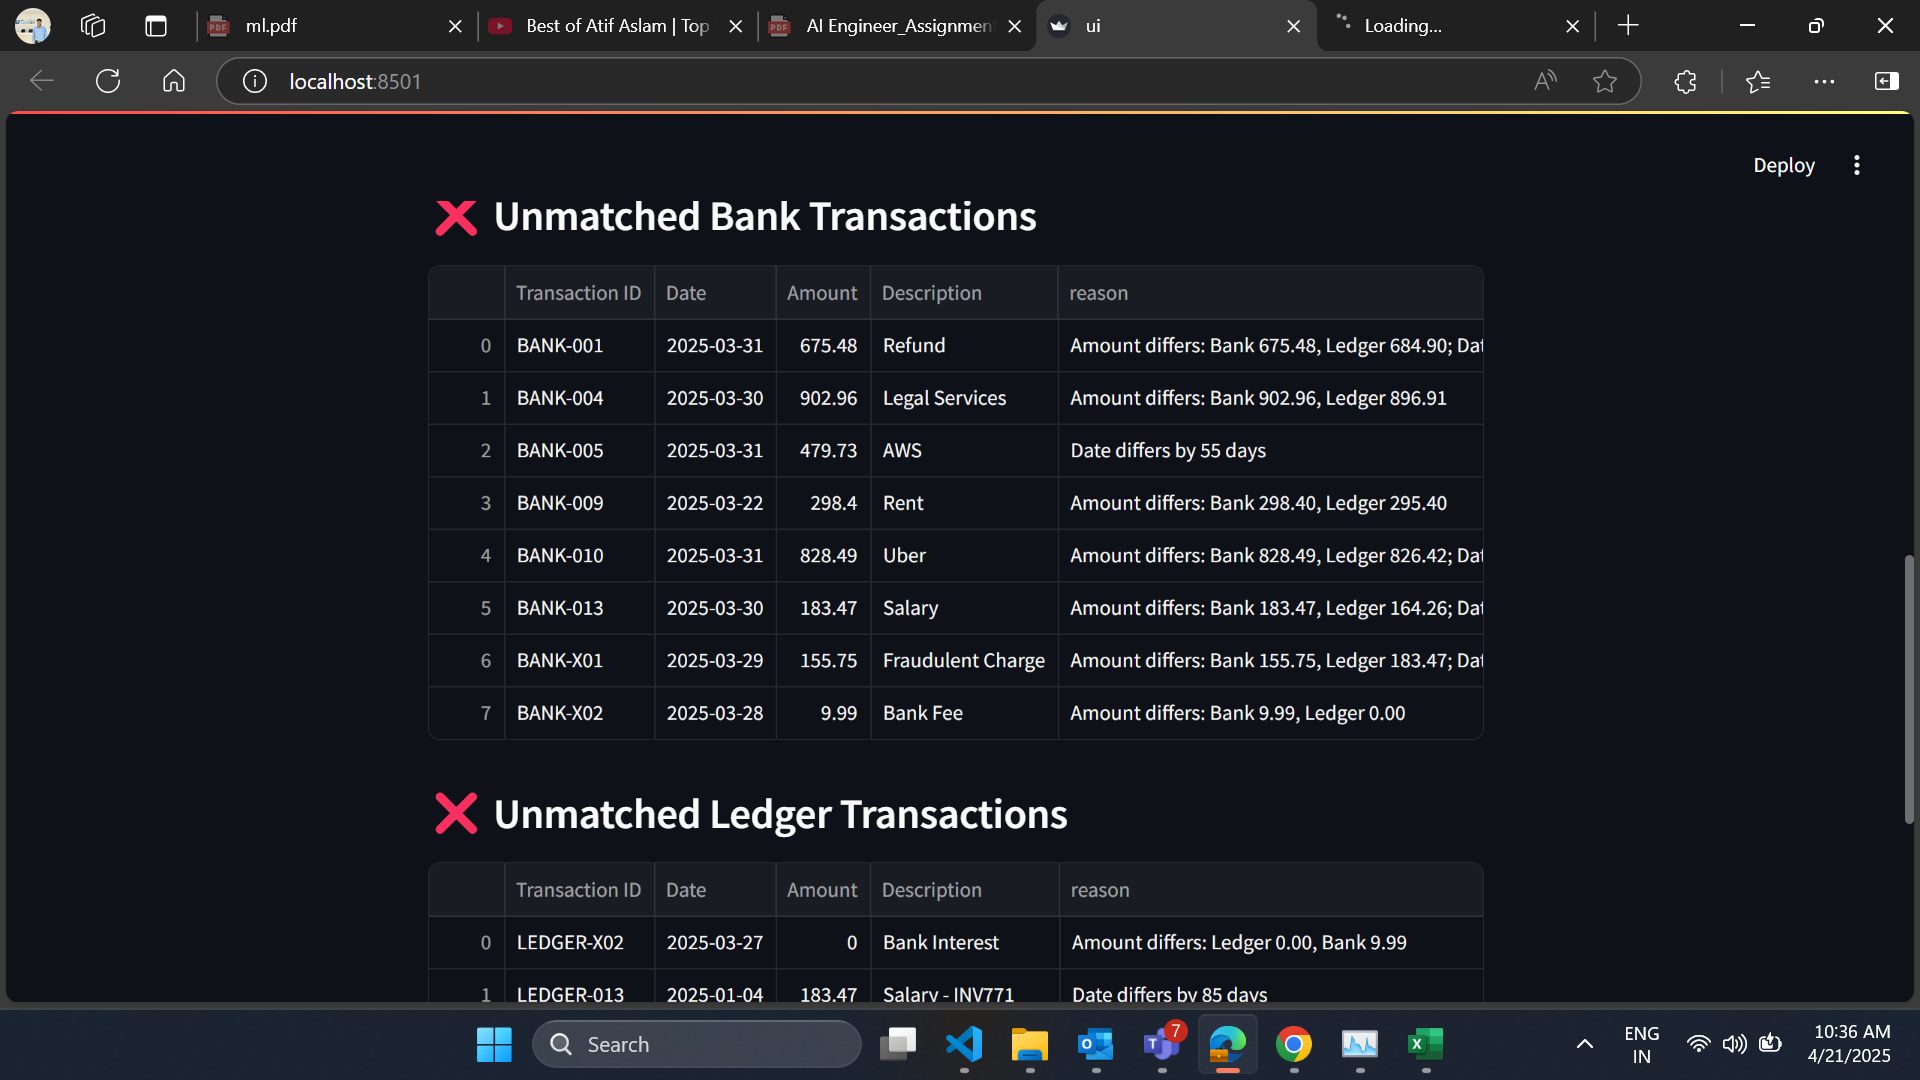 ml.pdf
Best of Atif Aslam | Top
AI Engineer_Assignmen
ui
Loading...
localhost:8501
Deploy
❌ Unmatched Bank Transactions
Transaction ID Date Amount Description reason
0 BANK-001 2025-03-31 675.48 Refund Amount differs: Bank 675.48, Ledger 684.90; Dat
1 BANK-004 2025-03-30 902.96 Legal Services Amount differs: Bank 902.96, Ledger 896.91
2 BANK-005 2025-03-31 479.73 AWS Date differs by 55 days
3 BANK-009 2025-03-22 298.4 Rent Amount differs: Bank 298.40, Ledger 295.40
4 BANK-010 2025-03-31 828.49 Uber Amount differs: Bank 828.49, Ledger 826.42; Dat
5 BANK-013 2025-03-30 183.47 Salary Amount differs: Bank 183.47, Ledger 164.26; Dat
6 BANK-X01 2025-03-29 155.75 Fraudulent Charge Amount differs: Bank 155.75, Ledger 183.47; Dat
7 BANK-X02 2025-03-28 9.99 Bank Fee Amount differs: Bank 9.99, Ledger 0.00
❌ Unmatched Ledger Transactions
Transaction ID Date Amount Description reason
0 LEDGER-X02 2025-03-27 0 Bank Interest Amount differs: Ledger 0.00, Bank 9.99
1 LEDGER-013 2025-01-04 183.47 Salary - INV771 Date differs by 85 days
Search
7
ENG
IN
10:36 AM
4/21/2025